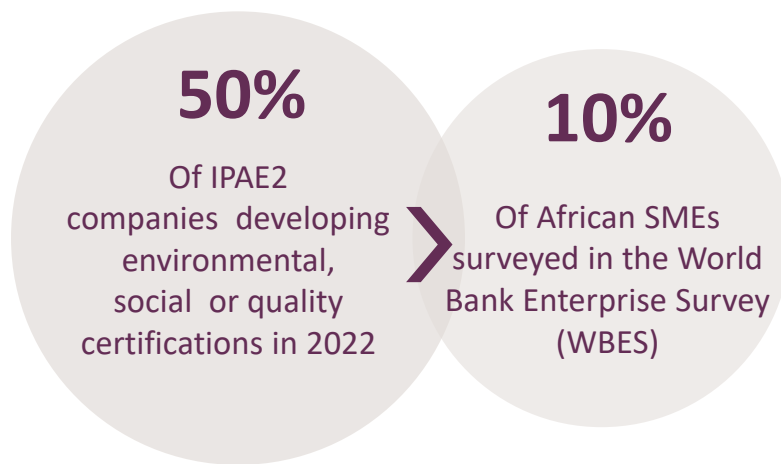 50%
Of IPAE2
companies developing
environmental,
social or quality
certifications in 2022
10%
Of African SMEs
surveyed in the World
Bank Enterprise Survey
(WBES)